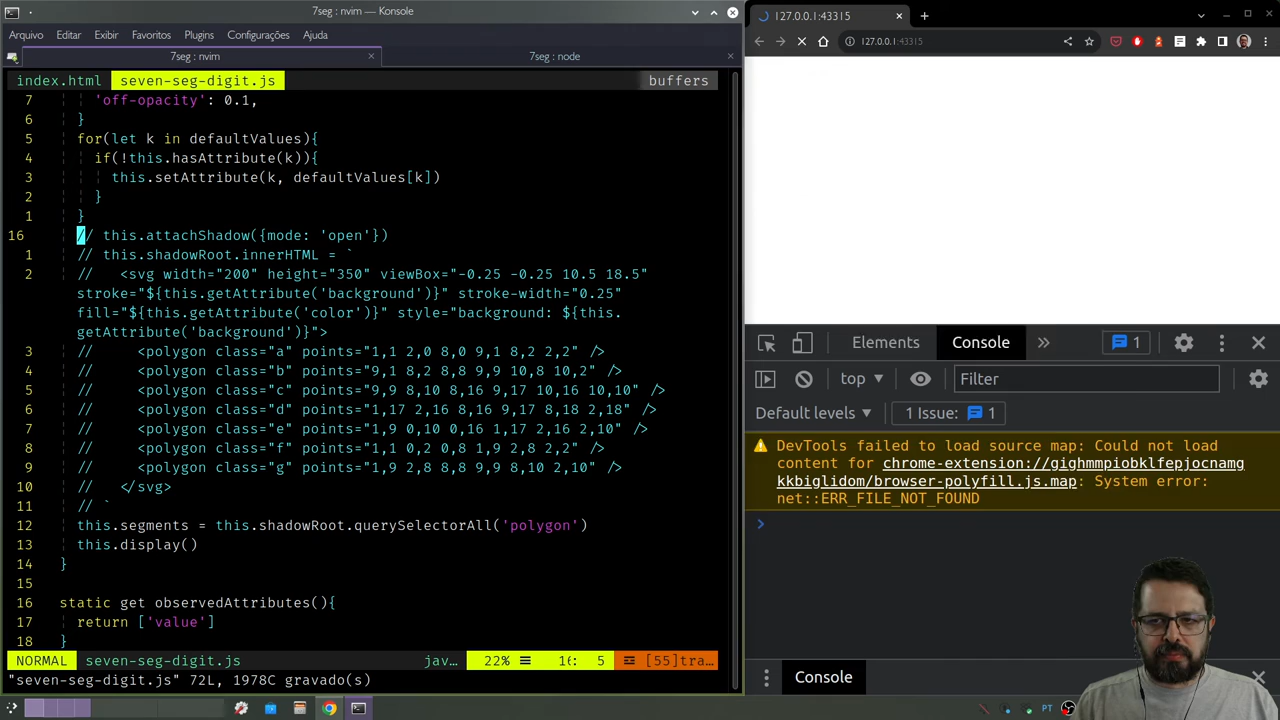 7seg : nvim — Konsole
Arquivo Editar Exibir Favoritos Plugins Configurações Ajuda
7seg : nvim
7seg : node
index.html seven-seg-digit.js buffers
7 'off-opacity': 0.1,
6 }
5 for(let k in defaultValues){
4 if(!this.hasAttribute(k)){
3 this.setAttribute(k, defaultValues[k])
2 }
1 }
16 // this.attachShadow({mode: 'open'})
1 // this.shadowRoot.innerHTML = `
2 // <svg width="200" height="350" viewBox="-0.25 -0.25 10.5 18.5"
stroke="${this.getAttribute('background')}" stroke-width="0.25"
fill="${this.getAttribute('color')}" style="background: ${this.
getAttribute('background')}">
3 // <polygon class="a" points="1,1 2,0 8,0 9,1 8,2 2,2" />
4 // <polygon class="b" points="9,1 8,2 8,8 9,9 10,8 10,2" />
5 // <polygon class="c" points="9,9 8,10 8,16 9,17 10,16 10,10" />
6 // <polygon class="d" points="1,17 2,16 8,16 9,17 8,18 2,18" />
7 // <polygon class="e" points="1,9 0,10 0,16 1,17 2,16 2,10" />
8 // <polygon class="f" points="1,1 0,2 0,8 1,9 2,8 2,2" />
9 // <polygon class="g" points="1,9 2,8 8,8 9,9 8,10 2,10" />
10 // </svg>
11 // `
12 this.segments = this.shadowRoot.querySelectorAll('polygon')
13 this.display()
14 }
15
16 static get observedAttributes(){
17 return ['value']
18 }
NORMAL seven-seg-digit.js jav… 22% 16: 5 [55]tra…
"seven-seg-digit.js" 72L, 1978C gravado(s)
127.0.0.1:43315
127.0.0.1:43315
Elements Console 1
top Filter
Default levels 1 Issue: 1
DevTools failed to load source map: Could not load
content for chrome-extension://gighmmpiobklfepjocnamg
kkbiglidom/browser-polyfill.js.map: System error:
net::ERR_FILE_NOT_FOUND
Console
PT